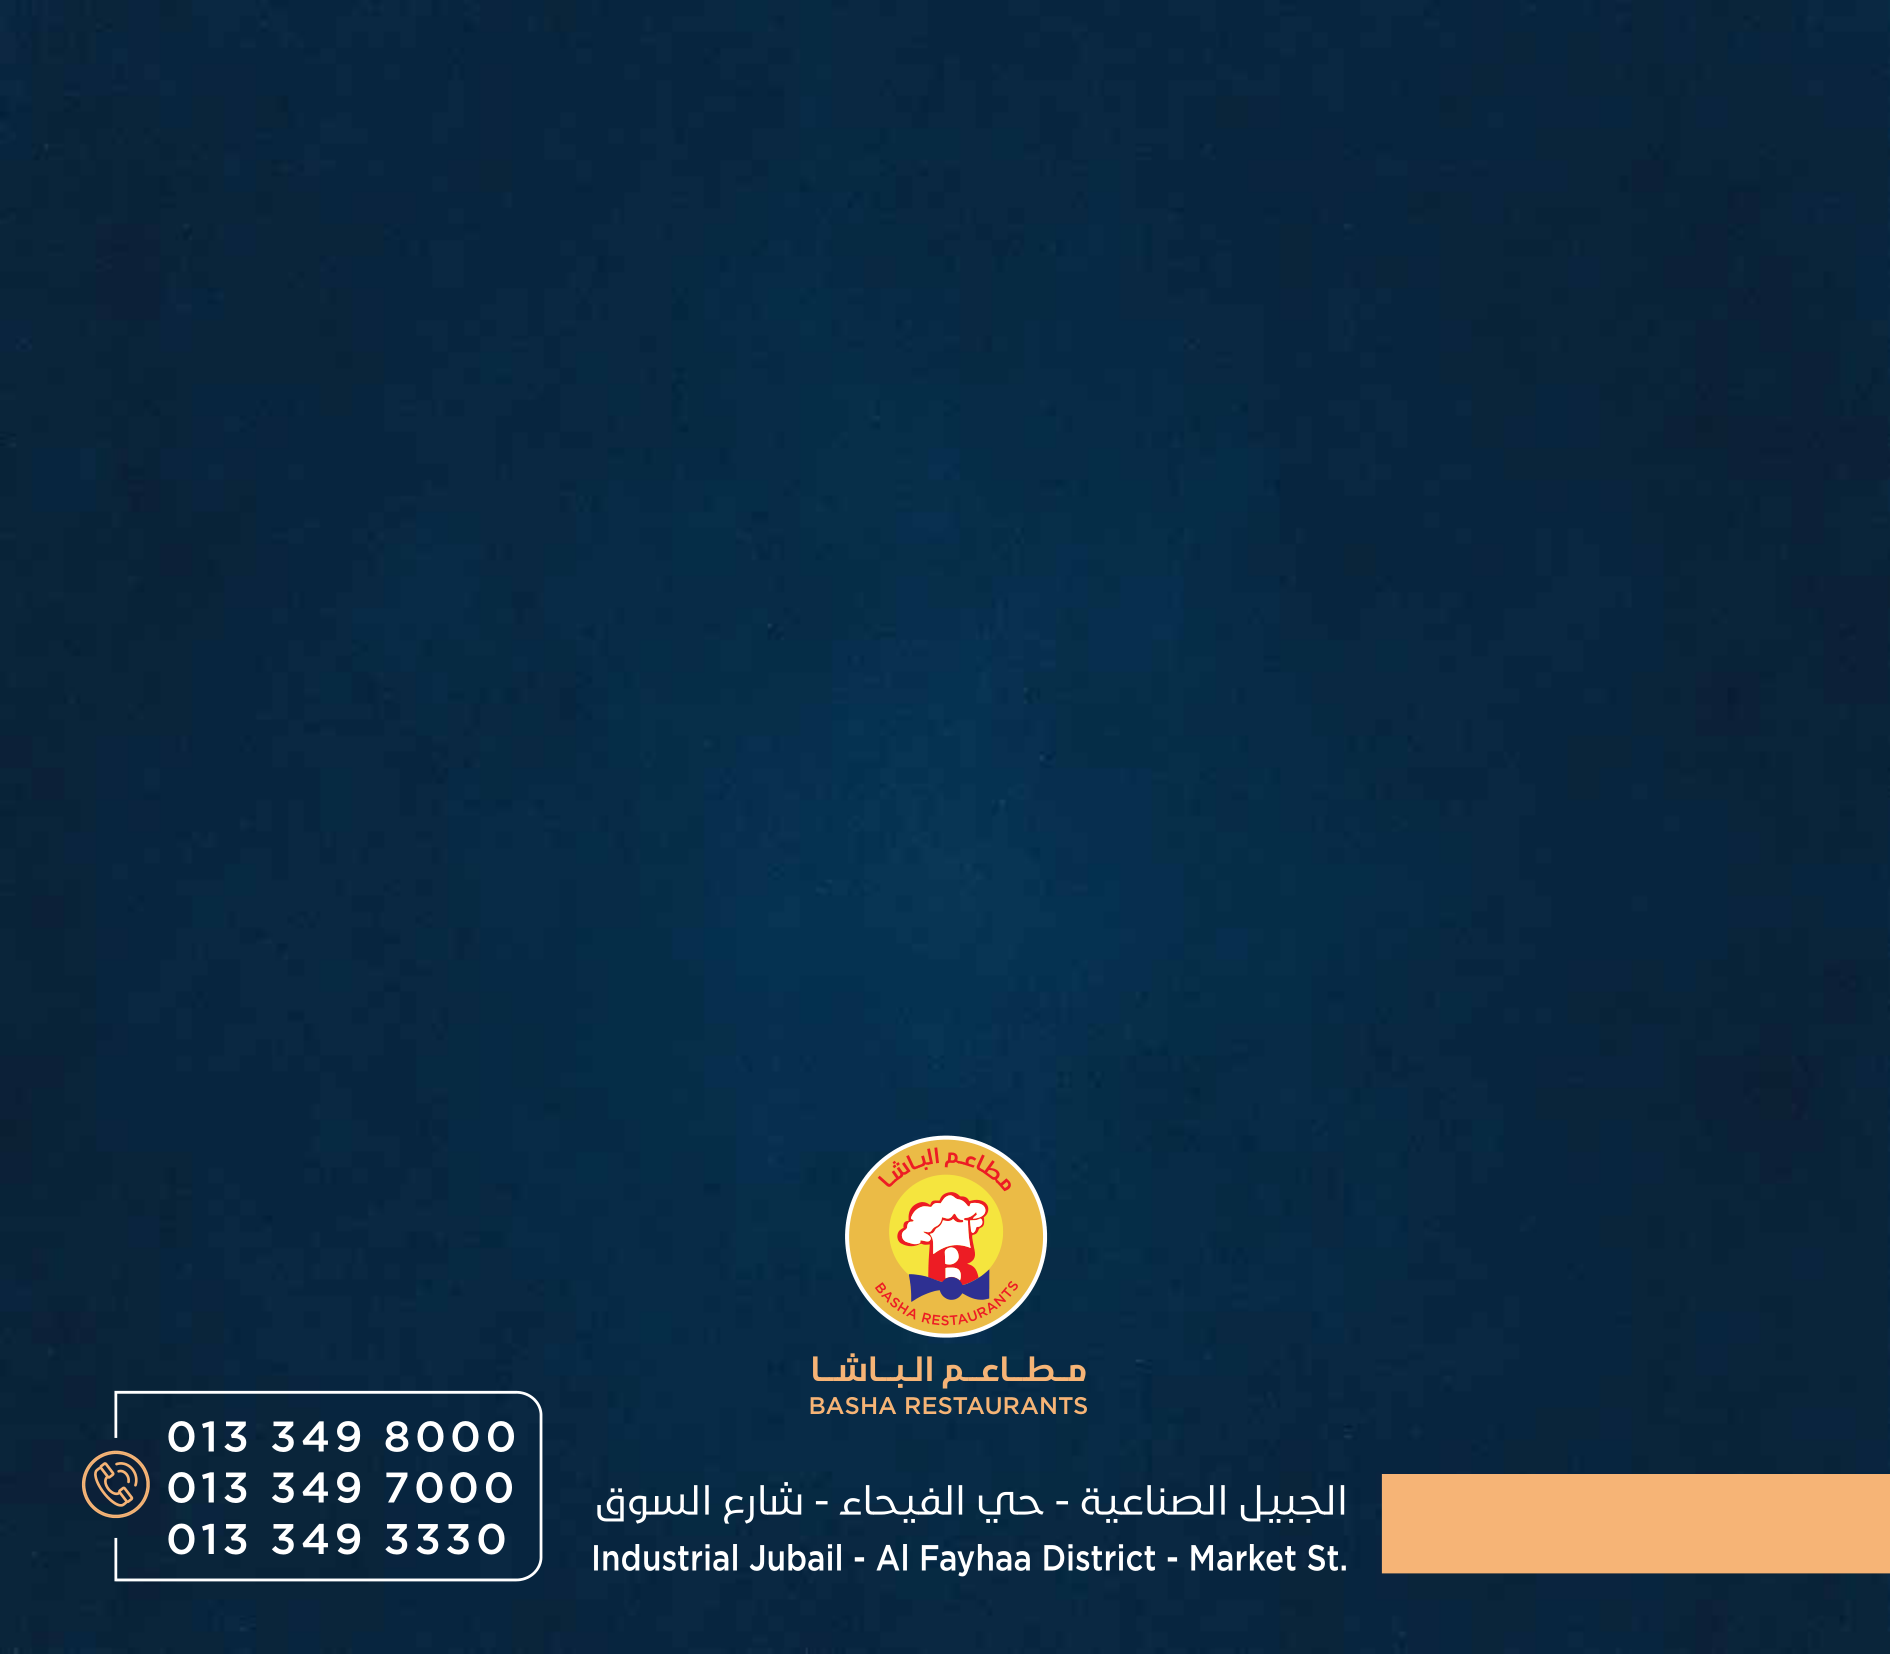 مطاعم الباشا
BASHA RESTAURANTS
مطاعم الباشا
BASHA RESTAURANTS
013 349 8000
013 349 7000
013 349 3330
الجبيل الصناعية - حي الفيحاء - شارع السوق
Industrial Jubail - Al Fayhaa District - Market St.